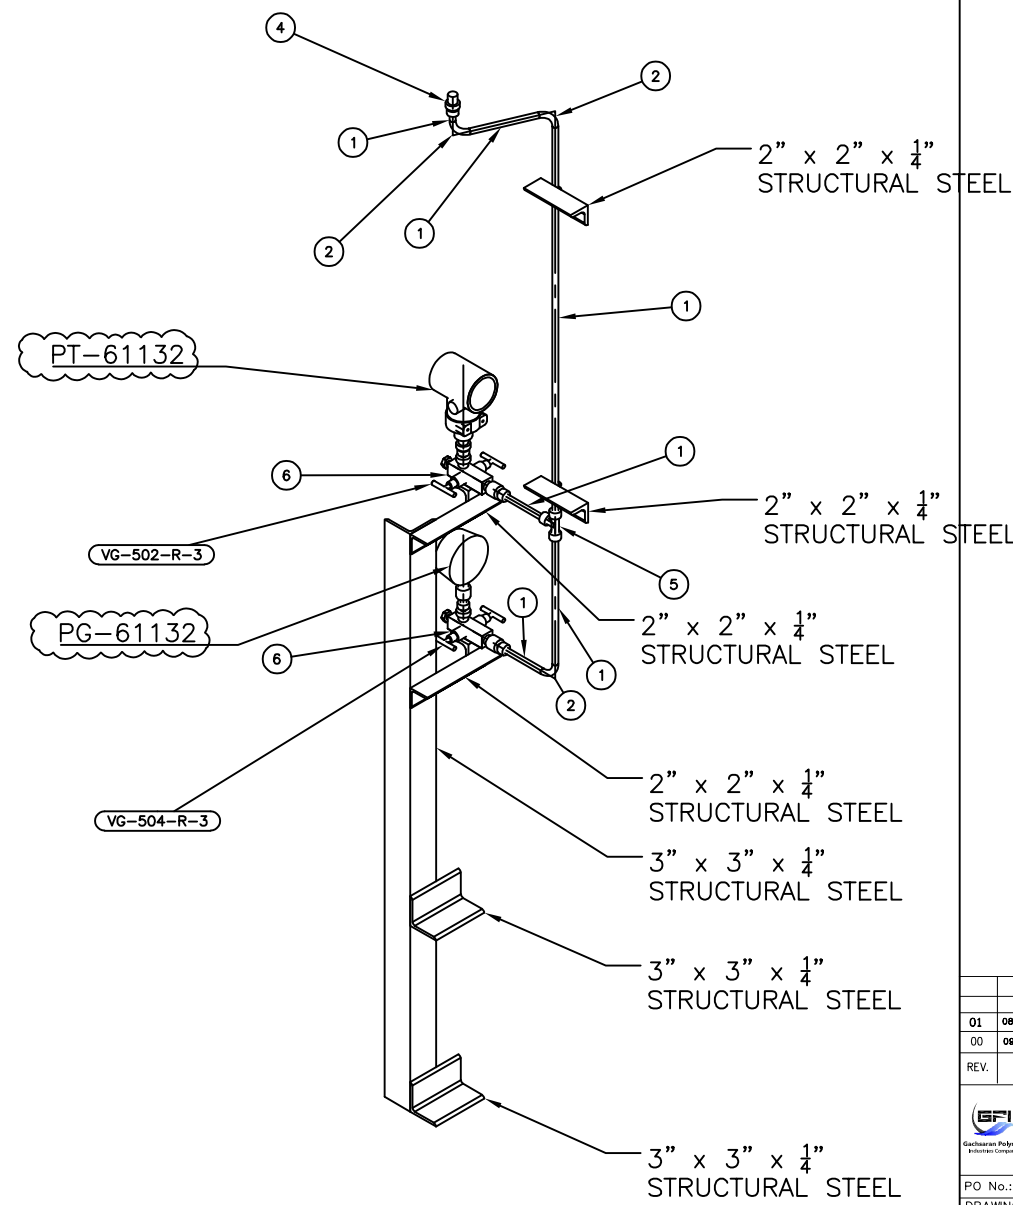 4
2
1
2” x 2” x 1/4”
STRUCTURAL STEEL
1
2
1
PT-61132
1
6
2” x 2” x 1/4”
STRUCTURAL STEEL
VG-502-R-3
5
1
PG-61132
2” x 2” x 1/4”
STRUCTURAL STEEL
6
1
2
2” x 2” x 1/4”
STRUCTURAL STEEL
VG-504-R-3
3” x 3” x 1/4”
STRUCTURAL STEEL
3” x 3” x 1/4”
STRUCTURAL STEEL
01
00
REV.
Gachsaran
3” x 3” x 1/4”
STRUCTURAL STEEL
PO No.: